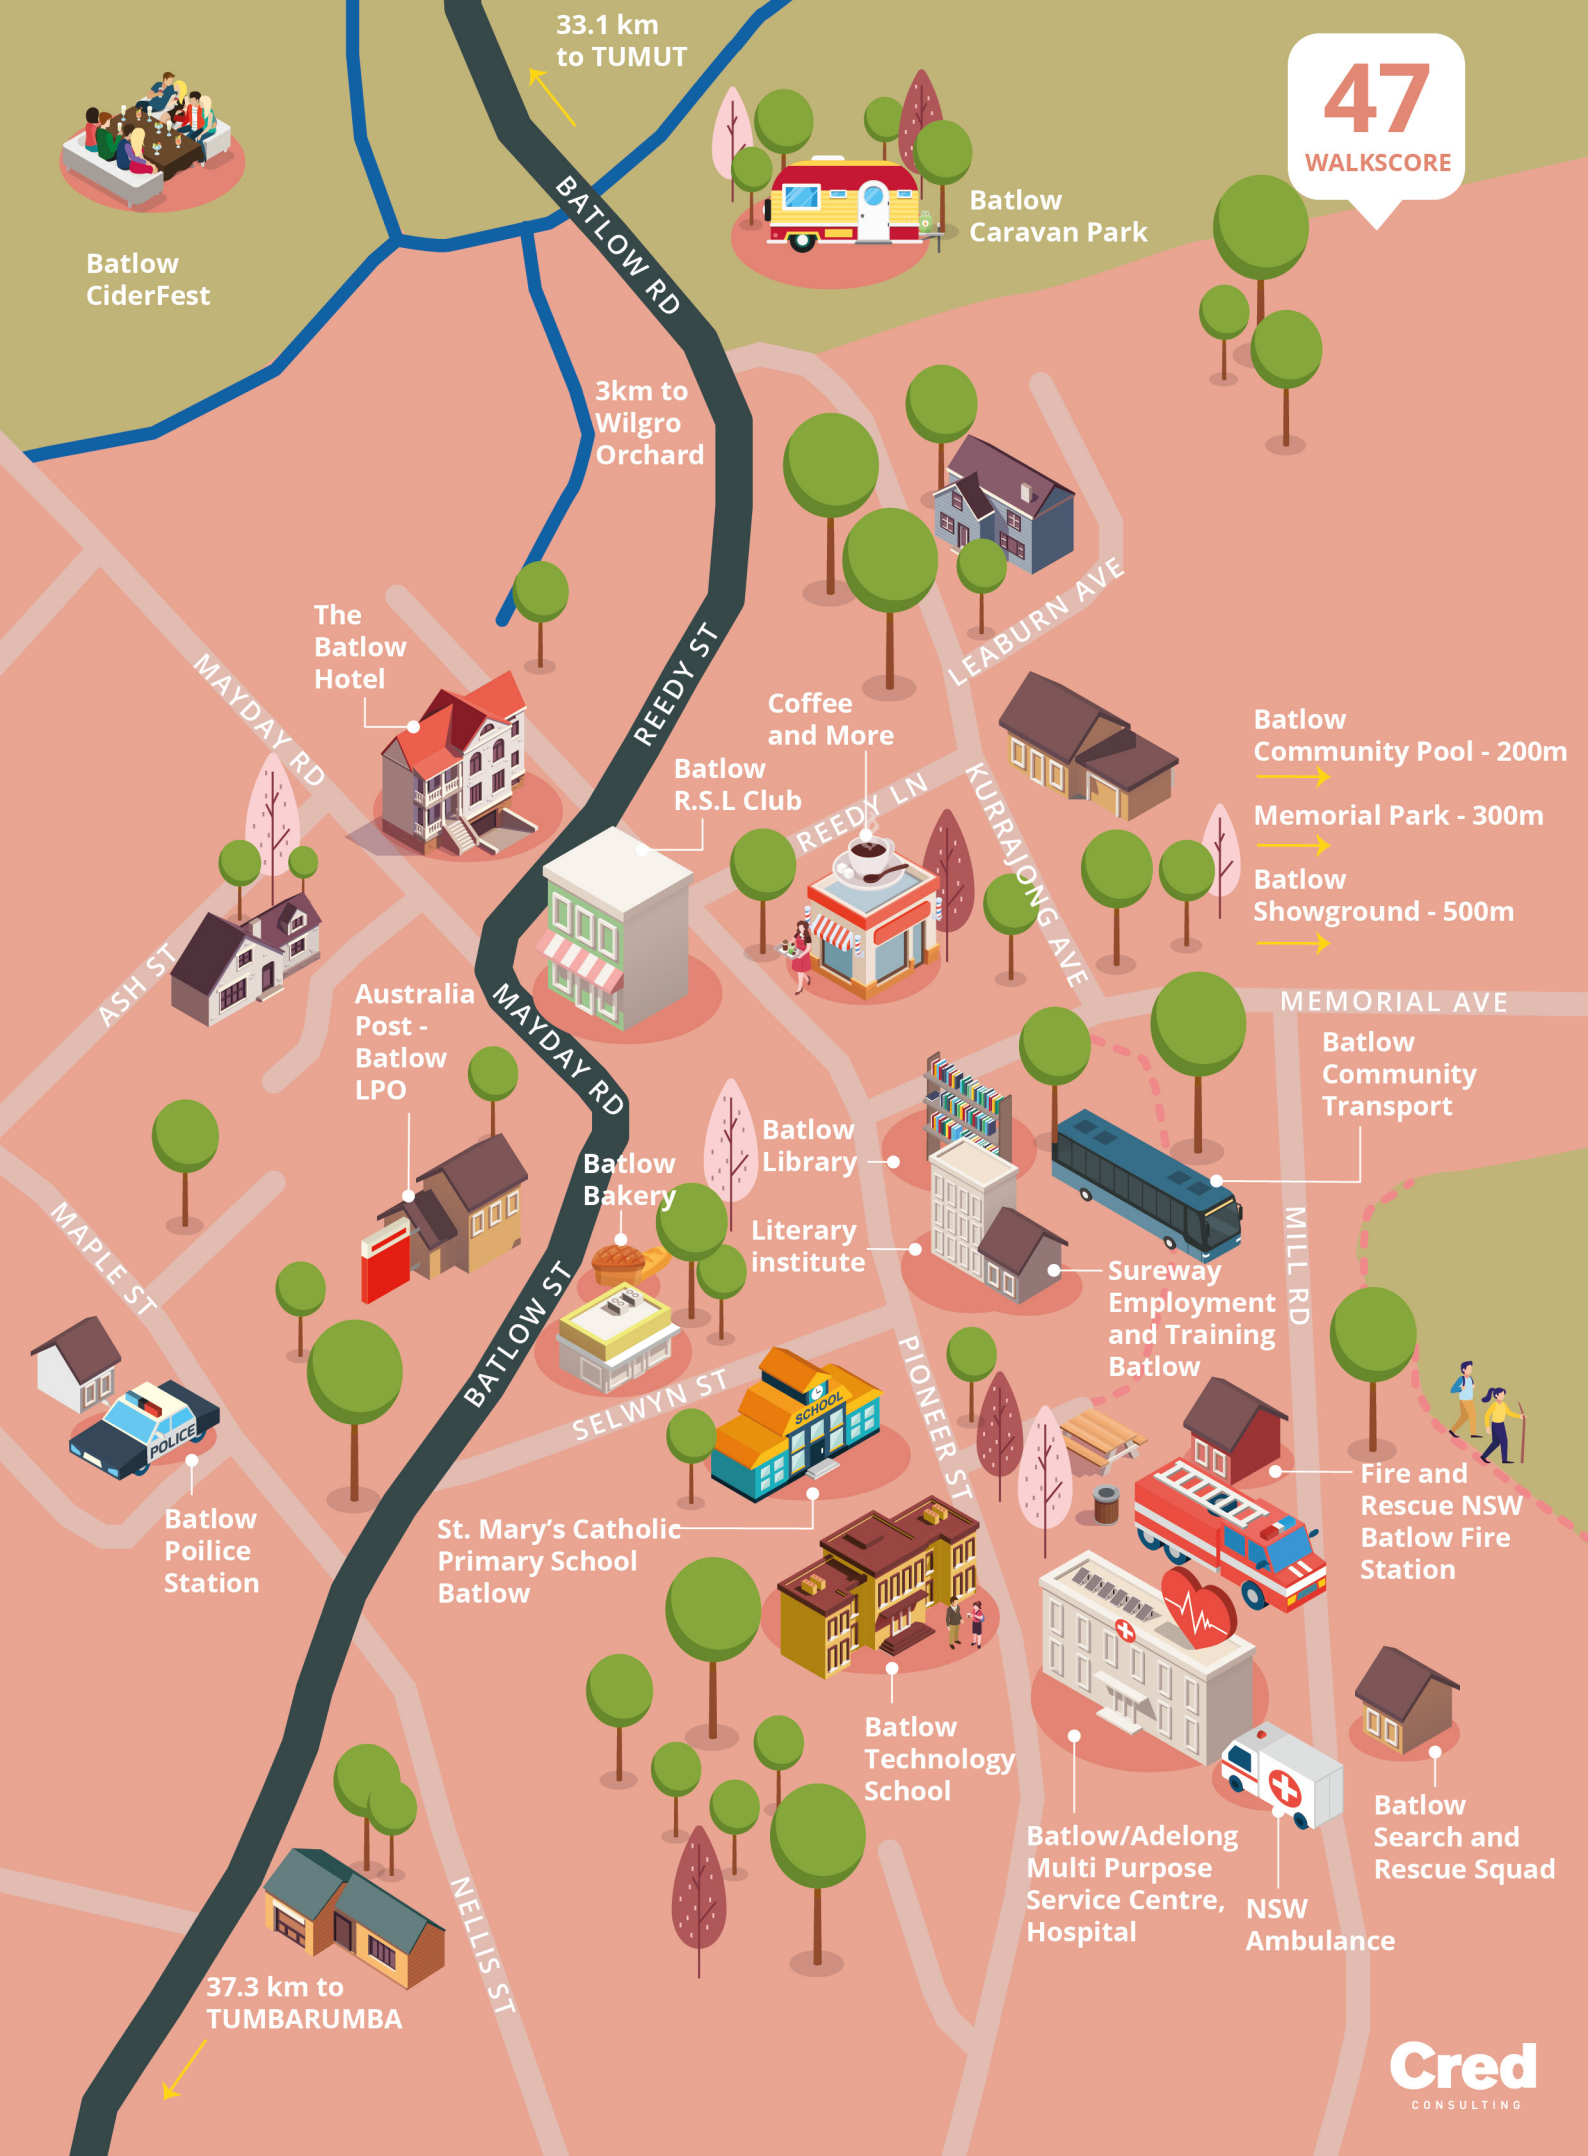 33.1 km
to TUMUT
47
WALKSCORE
BATLOW RD
Batlow
Caravan Park
Batlow
CiderFest
3km to
Wilgro
Orchard
LEABURN AVE
The
Batlow
Hotel
MAYDAY RD
REEDY ST
Coffee
and More
Batlow
R.S.L Club
REEDY LN
KURRAJONG AVE
Batlow
Community Pool - 200m
Memorial Park - 300m
Batlow
Showground - 500m
ASH ST
Australia
Post -
Batlow
LPO
MAYDAY RD
MEMORIAL AVE
Batlow
Community
Transport
Batlow
Library
Batlow
Bakery
Literary
institute
MAPLE ST
BATLOW ST
MILL RD
Sureway
Employment
and Training
Batlow
PIONEER ST
SELWYN ST
SCHOOL
POLICE
Batlow
Poilice
Station
St. Mary’s Catholic
Primary School
Batlow
Fire and
Rescue NSW
Batlow Fire
Station
Batlow
Technology
School
Batlow/Adelong
Multi Purpose
Service Centre,
Hospital
NSW
Ambulance
Batlow
Search and
Rescue Squad
NELLIS ST
37.3 km to
TUMBARUMBA
Cred
CONSULTING